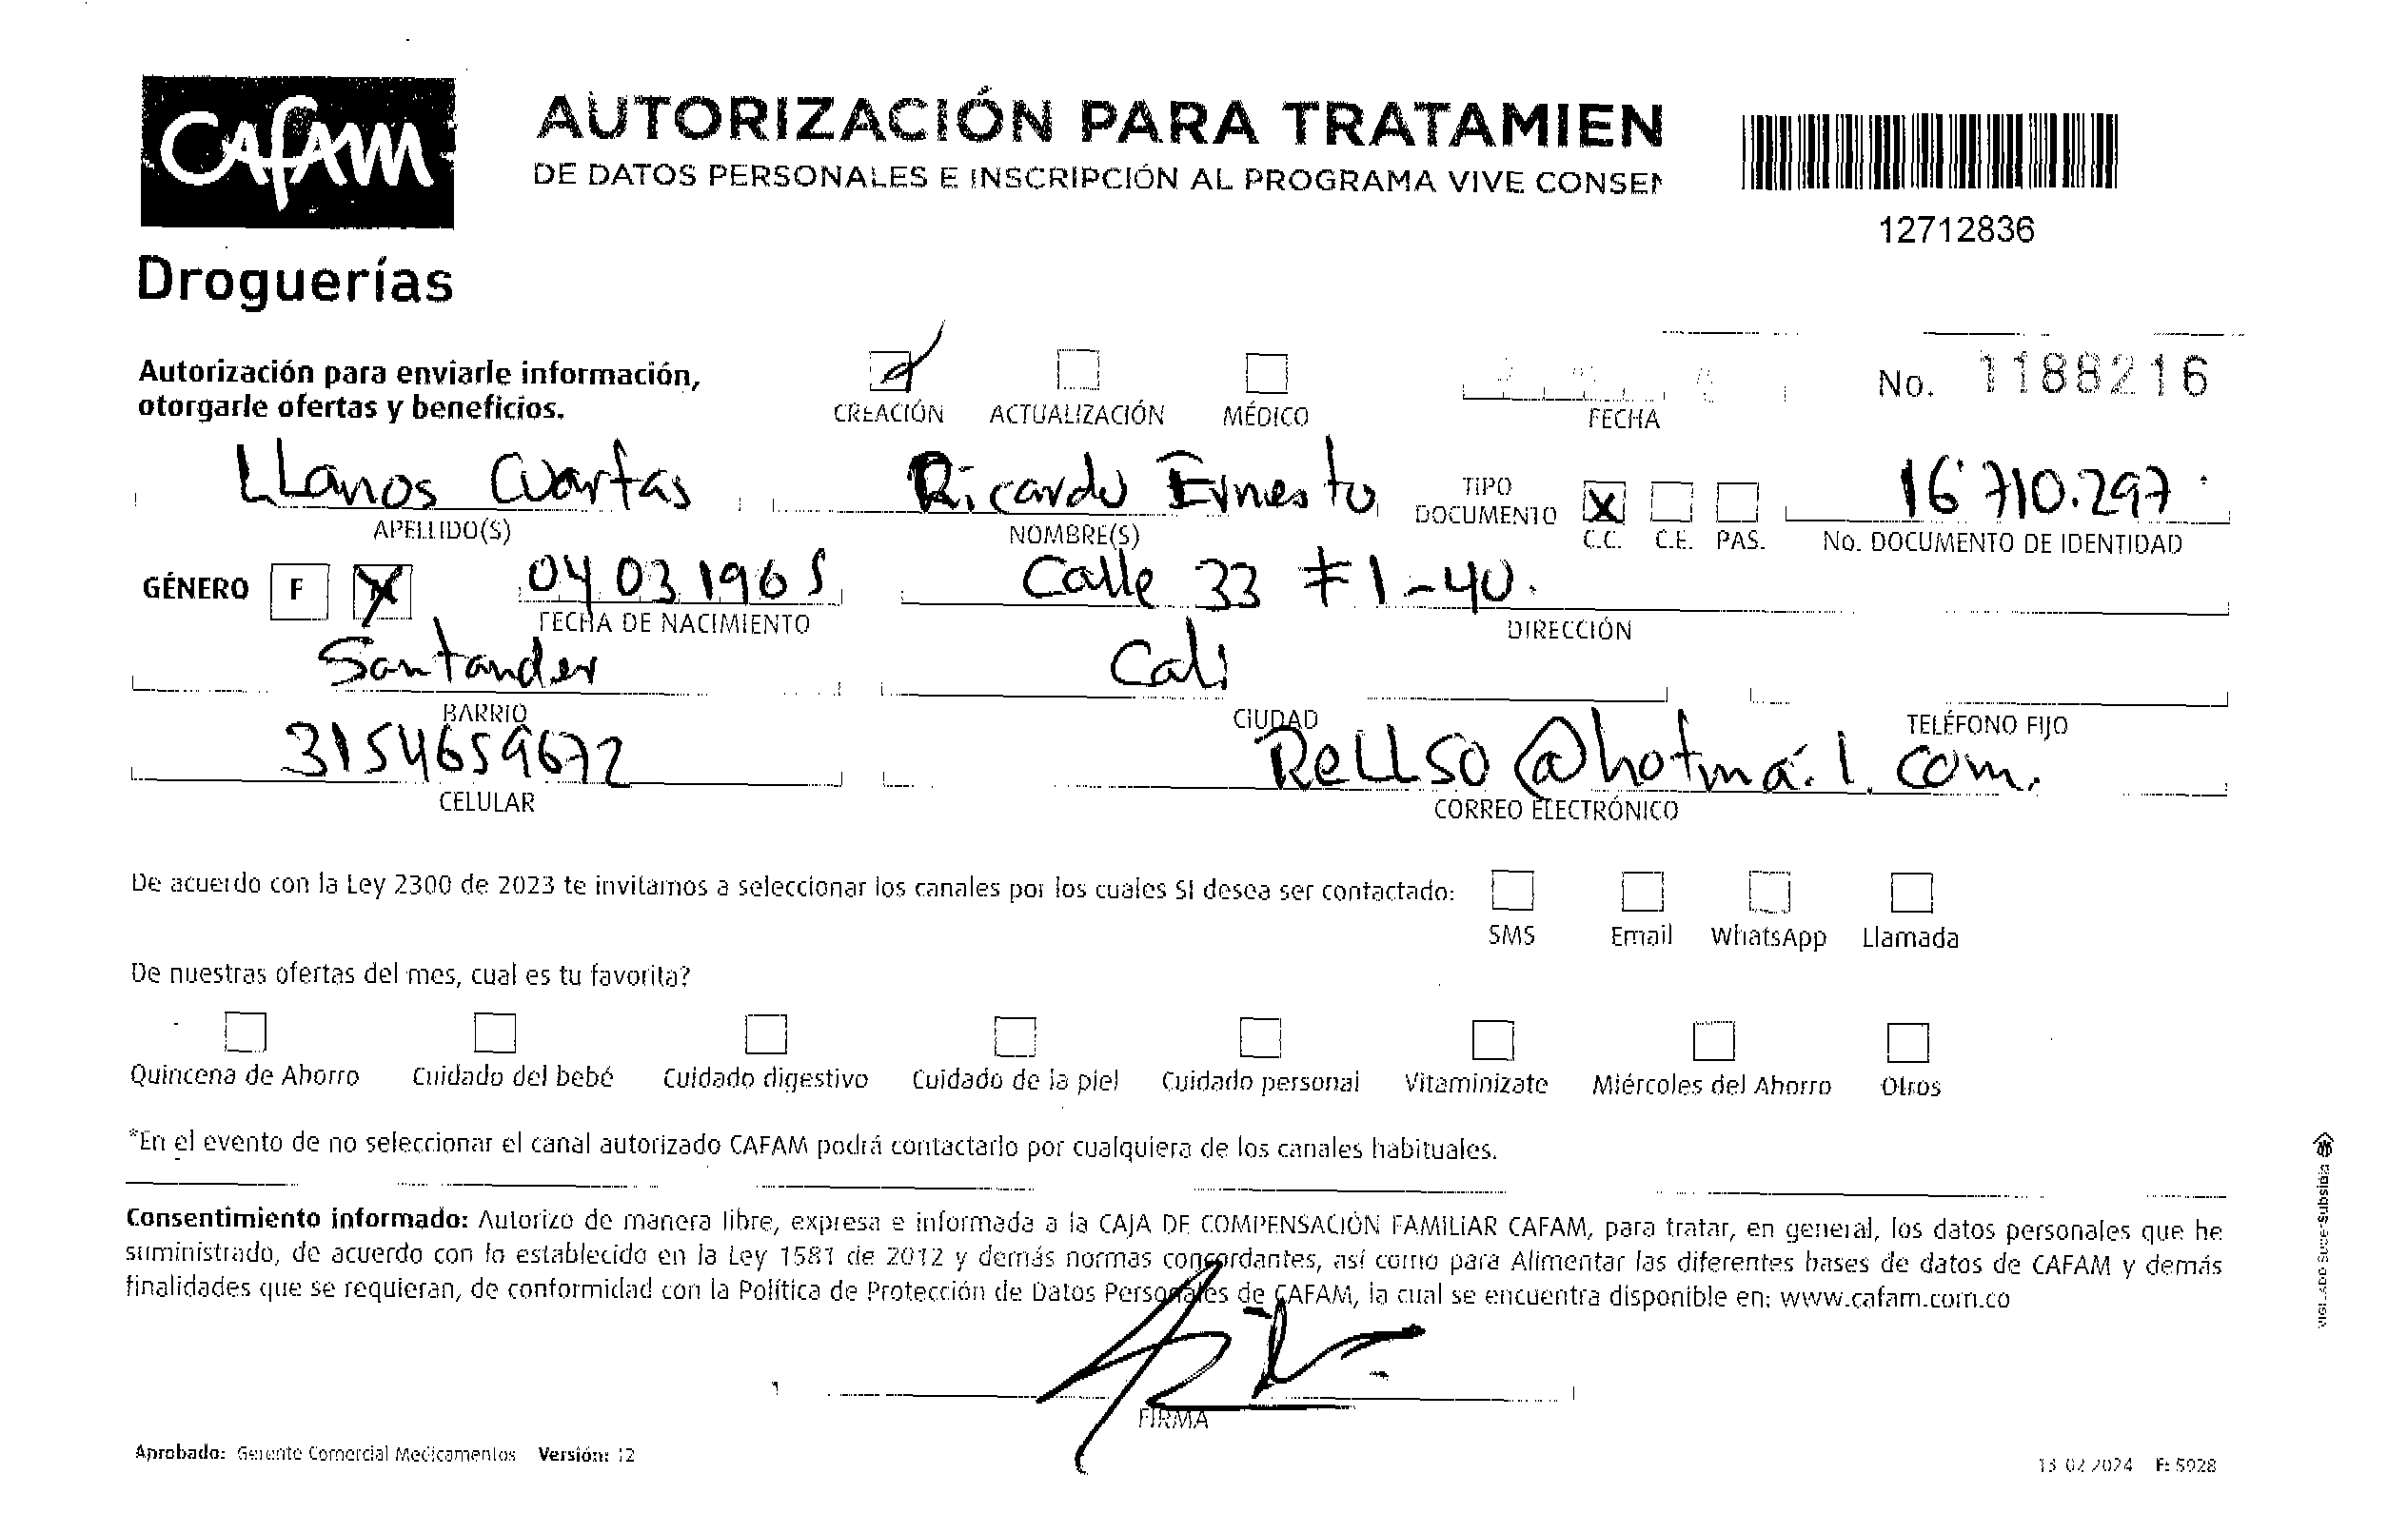 CAFAM
Droguerías
AUTORIZACIÓN PARA TRATAMIEN
DE DATOS PERSONALES E INSCRIPCIÓN AL PROGRAMA VIVE CONSEN
12712836
Autorización para enviarle información,
otorgarle ofertas y beneficios.
CREACIÓN ACTUALIZACIÓN MÉDICO FECHA No. 1188216
LLanos Cuartas Ricardo Ernesto TIPO DOCUMENTO X 16710.297
APELLIDO(S) NOMBRE(S) C.C. C.E. PAS. No. DOCUMENTO DE IDENTIDAD
GÉNERO F X 04 03 1965 Calle 33 # 1-40.
FECHA DE NACIMIENTO DIRECCIÓN
Santander Cali
BARRIO CIUDAD TELÉFONO FIJO
3154659672 ReLLSO@hotmail.com.
CELULAR CORREO ELECTRÓNICO
De acuerdo con la Ley 2300 de 2023 te invitamos a seleccionar los canales por los cuales SI desea ser contactado:
SMS Email WhatsApp Llamada
De nuestras ofertas del mes, cual es tu favorita?
Quincena de Ahorro Cuidado del bebé Cuidado digestivo Cuidado de la piel Cuidado personal Vitaminizate Miércoles del Ahorro Otros
*En el evento de no seleccionar el canal autorizado CAFAM podrá contactarlo por cualquiera de los canales habituales.
Consentimiento informado: Autorizo de manera libre, expresa e informada a la CAJA DE COMPENSACIÓN FAMILIAR CAFAM, para tratar, en general, los datos personales que he
suministrado, de acuerdo con lo establecido en la Ley 1581 de 2012 y demás normas concordantes, así como para Alimentar las diferentes bases de datos de CAFAM y demás
finalidades que se requieran, de conformidad con la Política de Protección de Datos Personales de CAFAM, la cual se encuentra disponible en: www.cafam.com.co
FIRMA
Aprobado: Gerente Comercial Medicamentos Versión: 12
13 02 2024 F: 5928
VIGILADO SuperSubsidio